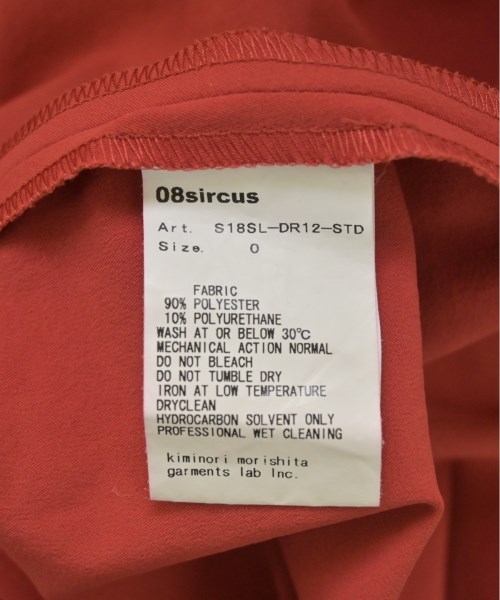 08sircus
Art. S18SL-DR12-STD
Size. 0
FABRIC
90% POLYESTER
10% POLYURETHANE
WASH AT OR BELOW 30℃
MECHANICAL ACTION NORMAL
DO NOT BLEACH
DO NOT TUMBLE DRY
IRON AT LOW TEMPERATURE
DRYCLEAN
HYDROCARBON SOLVENT ONLY
PROFESSIONAL WET CLEANING
kiminori morishita
garments lab Inc.